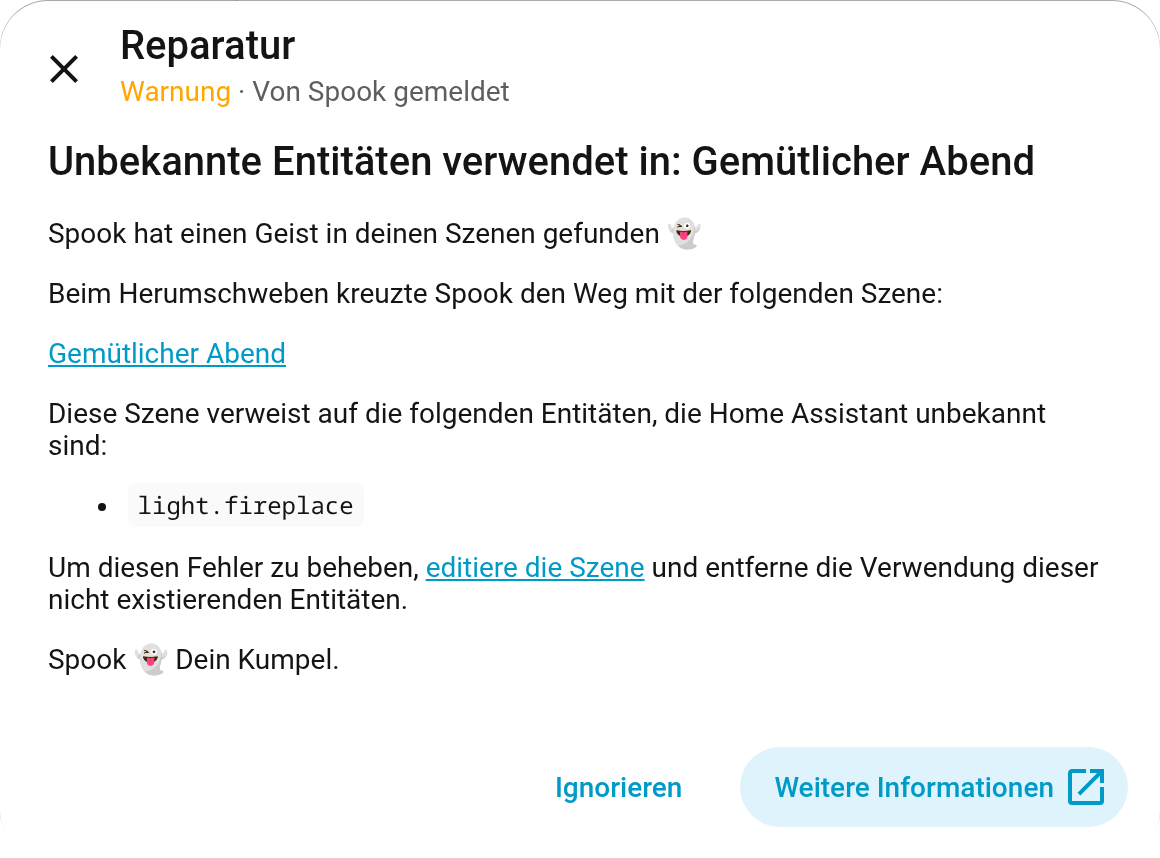 Reparatur
Warnung · Von Spook gemeldet
Unbekannte Entitäten verwendet in: Gemütlicher Abend
Spook hat einen Geist in deinen Szenen gefunden 👻
Beim Herumschweben kreuzte Spook den Weg mit der folgenden Szene:
Gemütlicher Abend
Diese Szene verweist auf die folgenden Entitäten, die Home Assistant unbekannt
sind:
• light.fireplace
Um diesen Fehler zu beheben, editiere die Szene und entferne die Verwendung dieser
nicht existierenden Entitäten.
Spook 👻 Dein Kumpel.
Ignorieren
Weitere Informationen